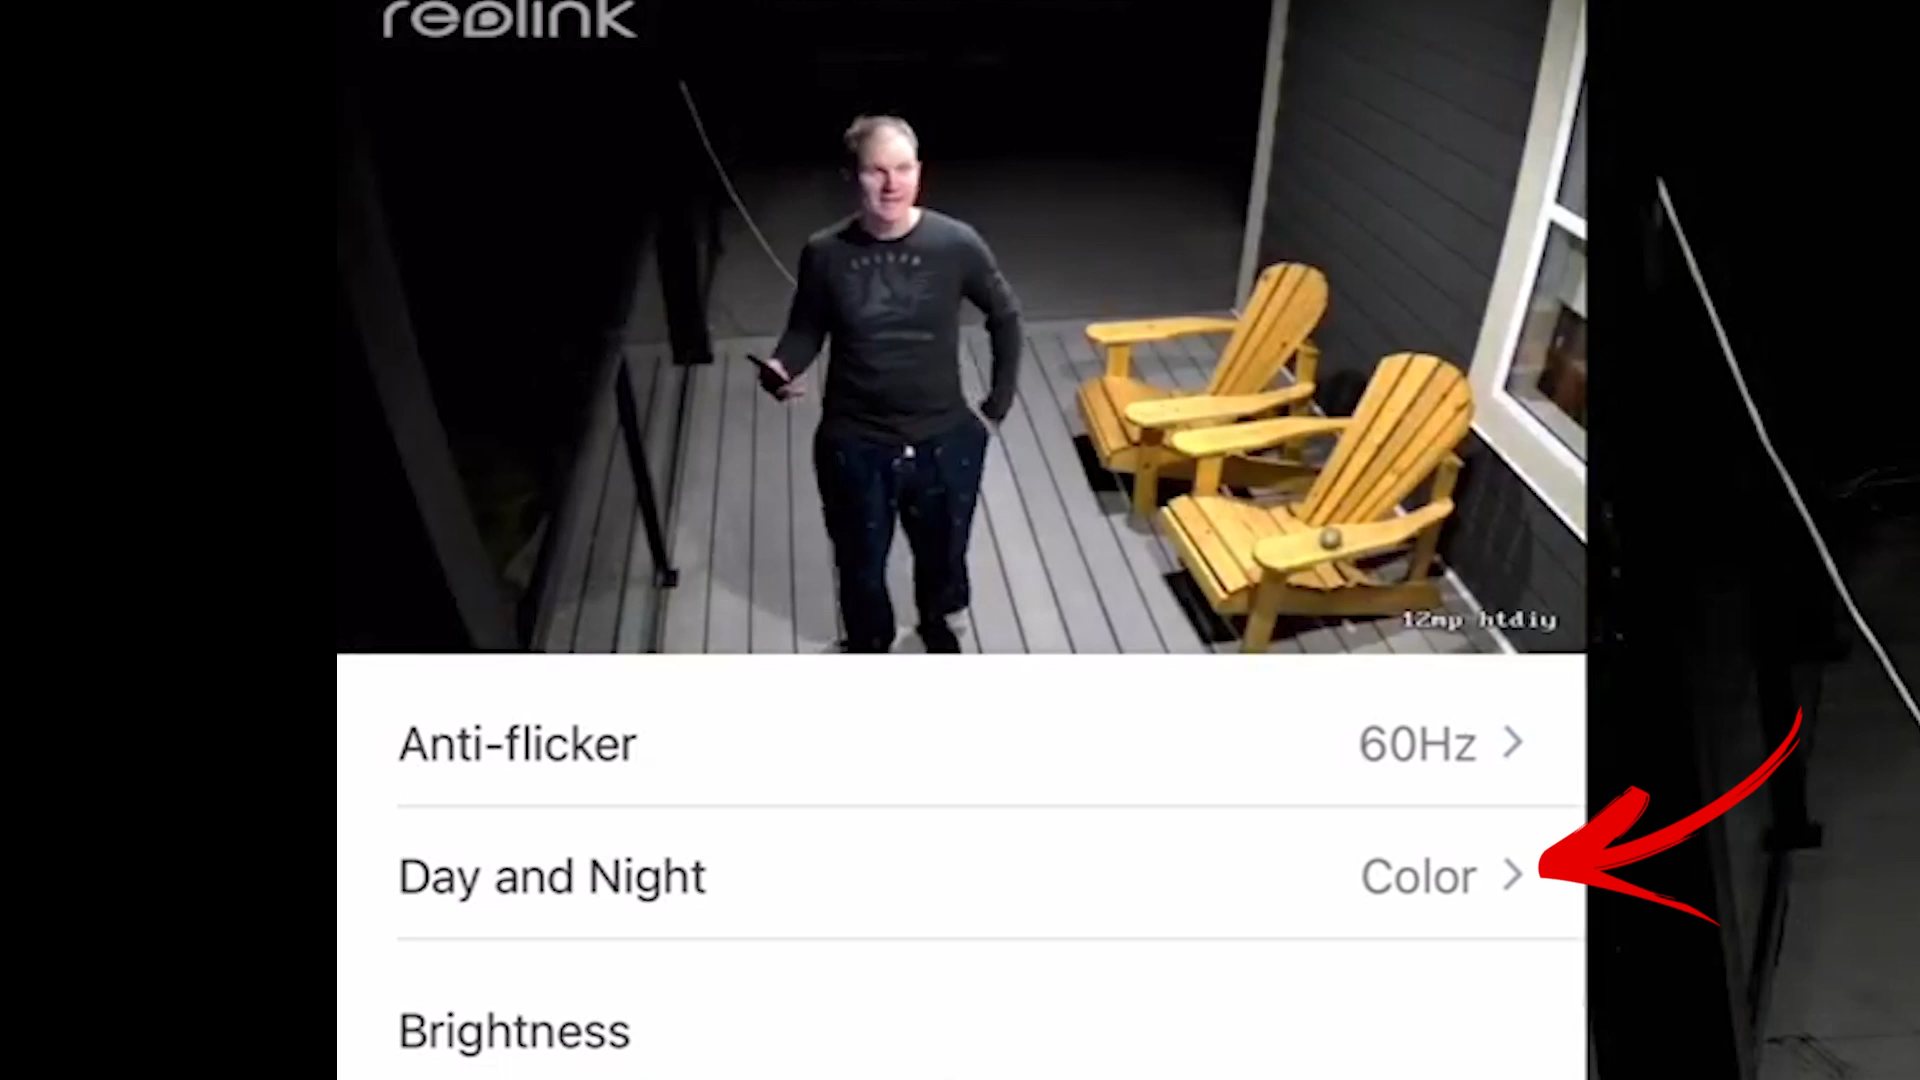 reolink
12mp htdiy
Anti-flicker 60Hz
Day and Night Color
Brightness